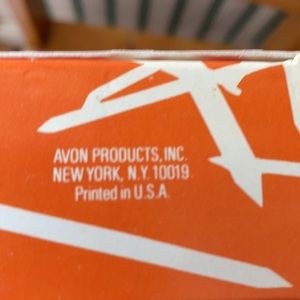 AVON PRODUCTS, INC.
NEW YORK, N.Y. 10019.
Printed in U.S.A.